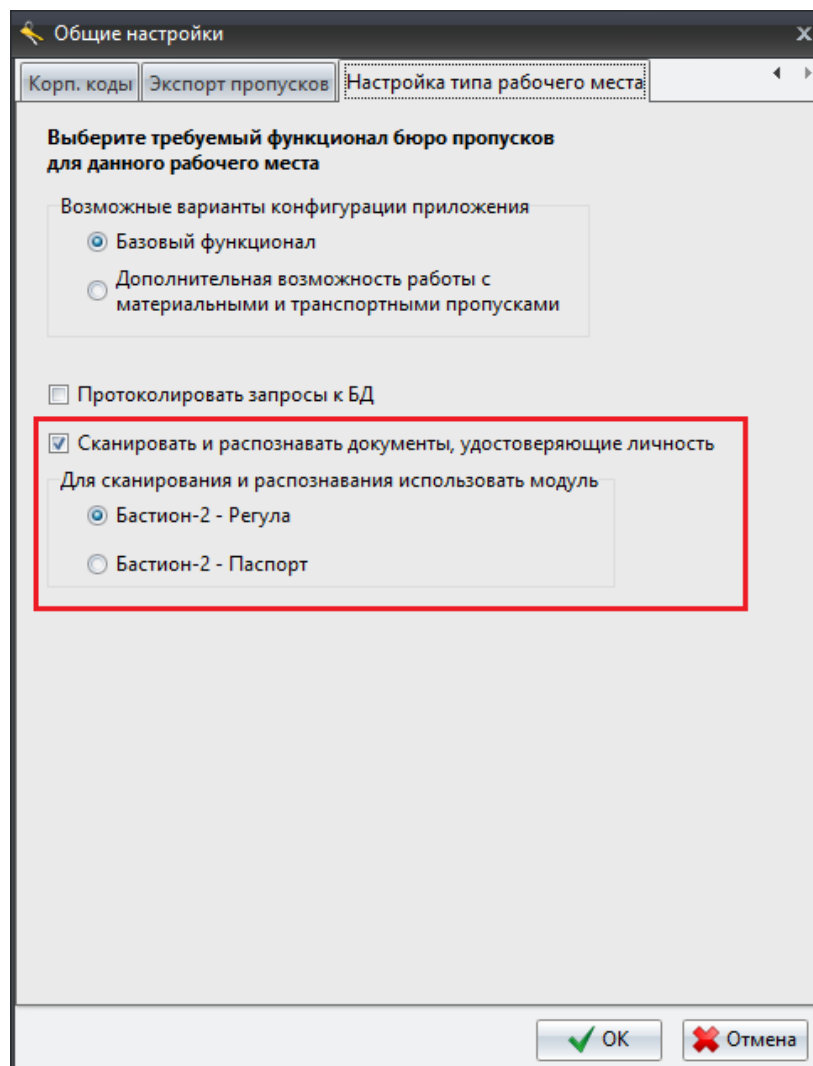 Общие настройки
Корп. коды Экспорт пропусков Настройка типа рабочего места
Выберите требуемый функционал бюро пропусков
для данного рабочего места
Возможные варианты конфигурации приложения
Базовый функционал
Дополнительная возможность работы с
материальными и транспортными пропусками
Протоколировать запросы к БД
Сканировать и распознавать документы, удостоверяющие личность
Для сканирования и распознавания использовать модуль
Бастион-2 - Регула
Бастион-2 - Паспорт
ОК Отмена